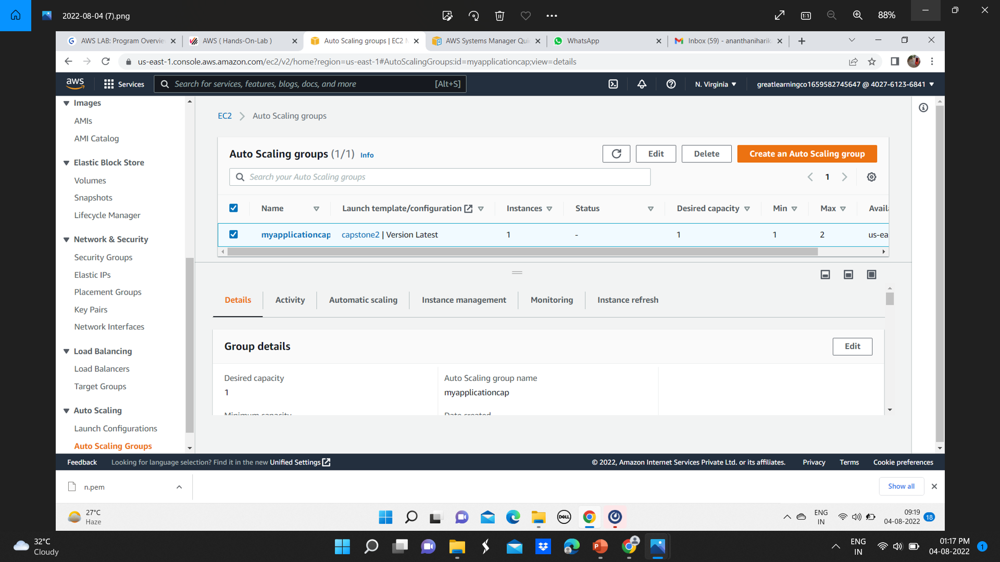 2022-08-04 (7).png
88%
AWS LAB: Program Overvie
AWS ( Hands-On-Lab )
Auto Scaling groups | EC2 M
AWS Systems Manager Qui
WhatsApp
Inbox (59) - ananthaniharik
us-east-1.console.aws.amazon.com/ec2/v2/home?region=us-east-1#AutoScalingGroups:id=myapplicationcap;view=details
aws
Services
Search for services, features, blogs, docs, and more
[Alt+S]
N. Virginia
greatlearningco1659582745647 @ 4027-6123-6841
Images
AMIs
AMI Catalog
Elastic Block Store
Volumes
Snapshots
Lifecycle Manager
Network & Security
Security Groups
Elastic IPs
Placement Groups
Key Pairs
Network Interfaces
Load Balancing
Load Balancers
Target Groups
Auto Scaling
Launch Configurations
Auto Scaling Groups
EC2
Auto Scaling groups
Auto Scaling groups (1/1) Info
Edit
Delete
Create an Auto Scaling group
Search your Auto Scaling groups
1
Name Launch template/configuration Instances Status Desired capacity Min Max Avail
myapplicationcap capstone2 | Version Latest 1 - 1 1 2 us-ea
Details Activity Automatic scaling Instance management Monitoring Instance refresh
Group details
Edit
Desired capacity
1
Auto Scaling group name
myapplicationcap
Minimum capacity
Date created
Feedback Looking for language selection? Find it in the new Unified Settings
© 2022, Amazon Internet Services Private Ltd. or its affiliates. Privacy Terms Cookie preferences
n.pem
Show all
27°C
Haze
DELL
ENG
IN
09:19
04-08-2022
18
32°C
Cloudy
ENG
IN
01:17 PM
04-08-2022
1